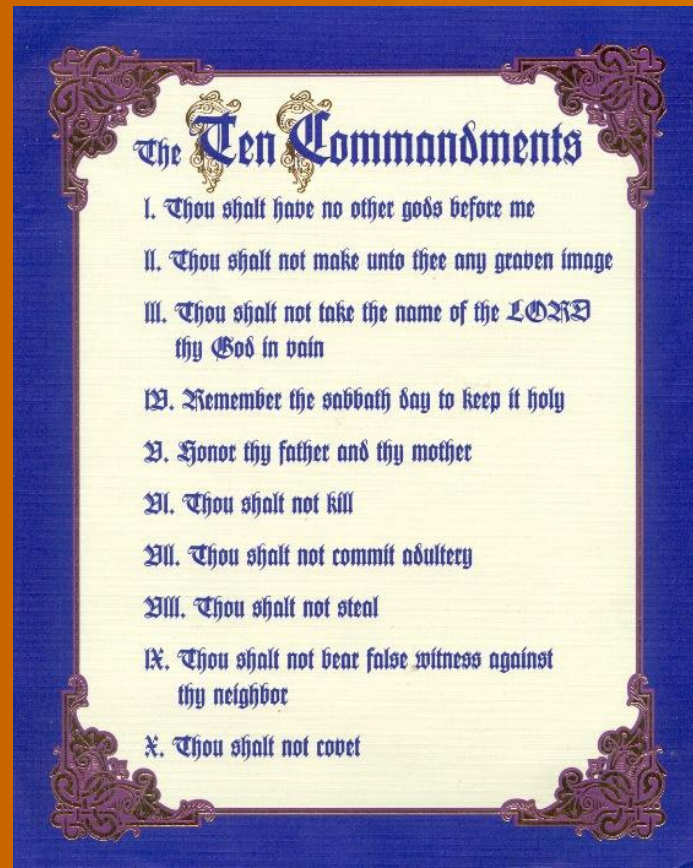 The Ten Commandments
I. Thou shalt have no other gods before me
II. Thou shalt not make unto thee any graven image
III. Thou shalt not take the name of the LORD
thy God in vain
IV. Remember the sabbath day to keep it holy
V. Honor thy father and thy mother
VI. Thou shalt not kill
VII. Thou shalt not commit adultery
VIII. Thou shalt not steal
IX. Thou shalt not bear false witness against
thy neighbor
X. Thou shalt not covet